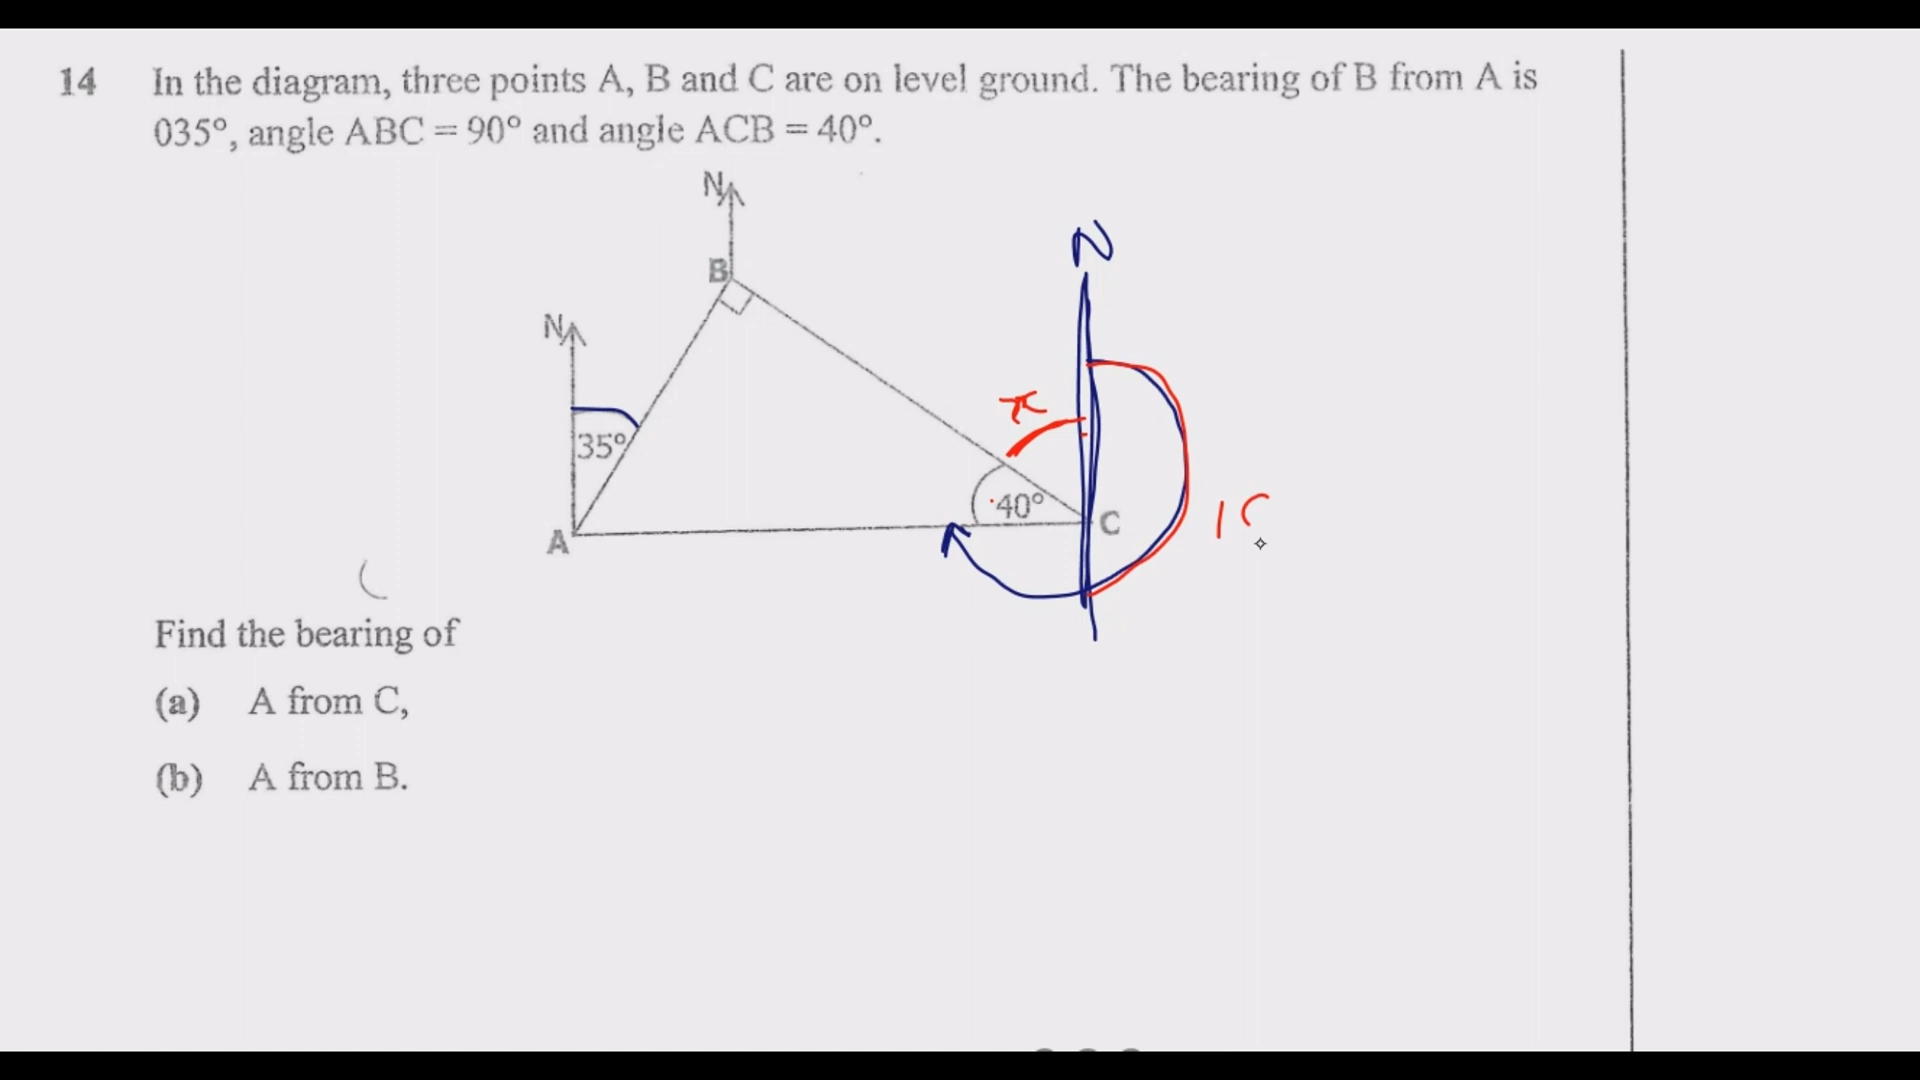 14 In the diagram, three points A, B and C are on level ground. The bearing of B from A is
035°, angle ABC = 90° and angle ACB = 40°.
N
B
N
N
x
35°
40°
C
A
1
Find the bearing of
(a) A from C,
(b) A from B.